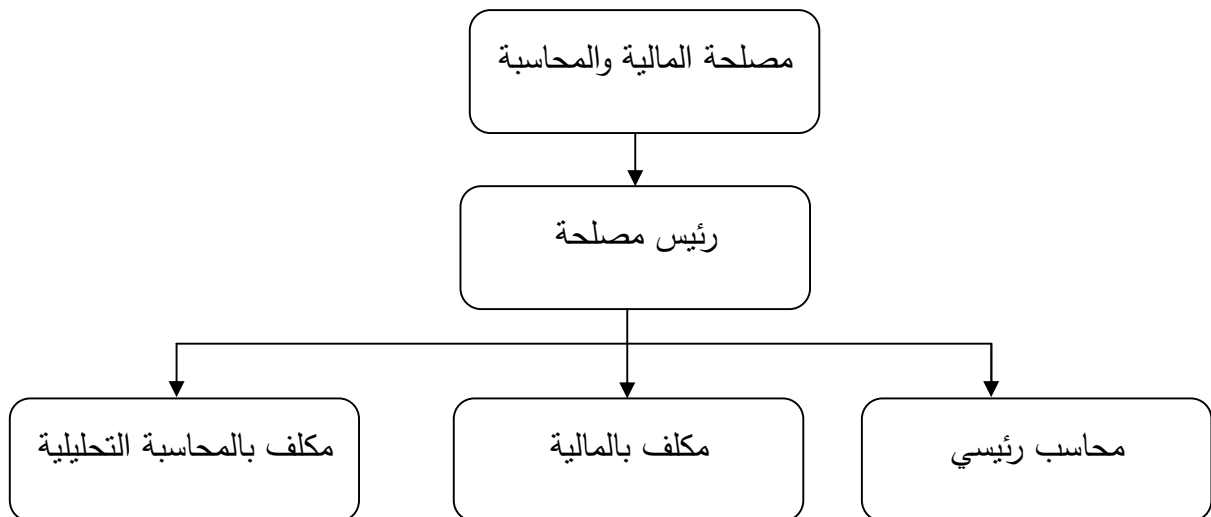 مصلحة المالية والمحاسبة
رئيس مصلحة
محاسب رئيسي
مكلف بالمالية
مكلف بالمحاسبة التحليلية